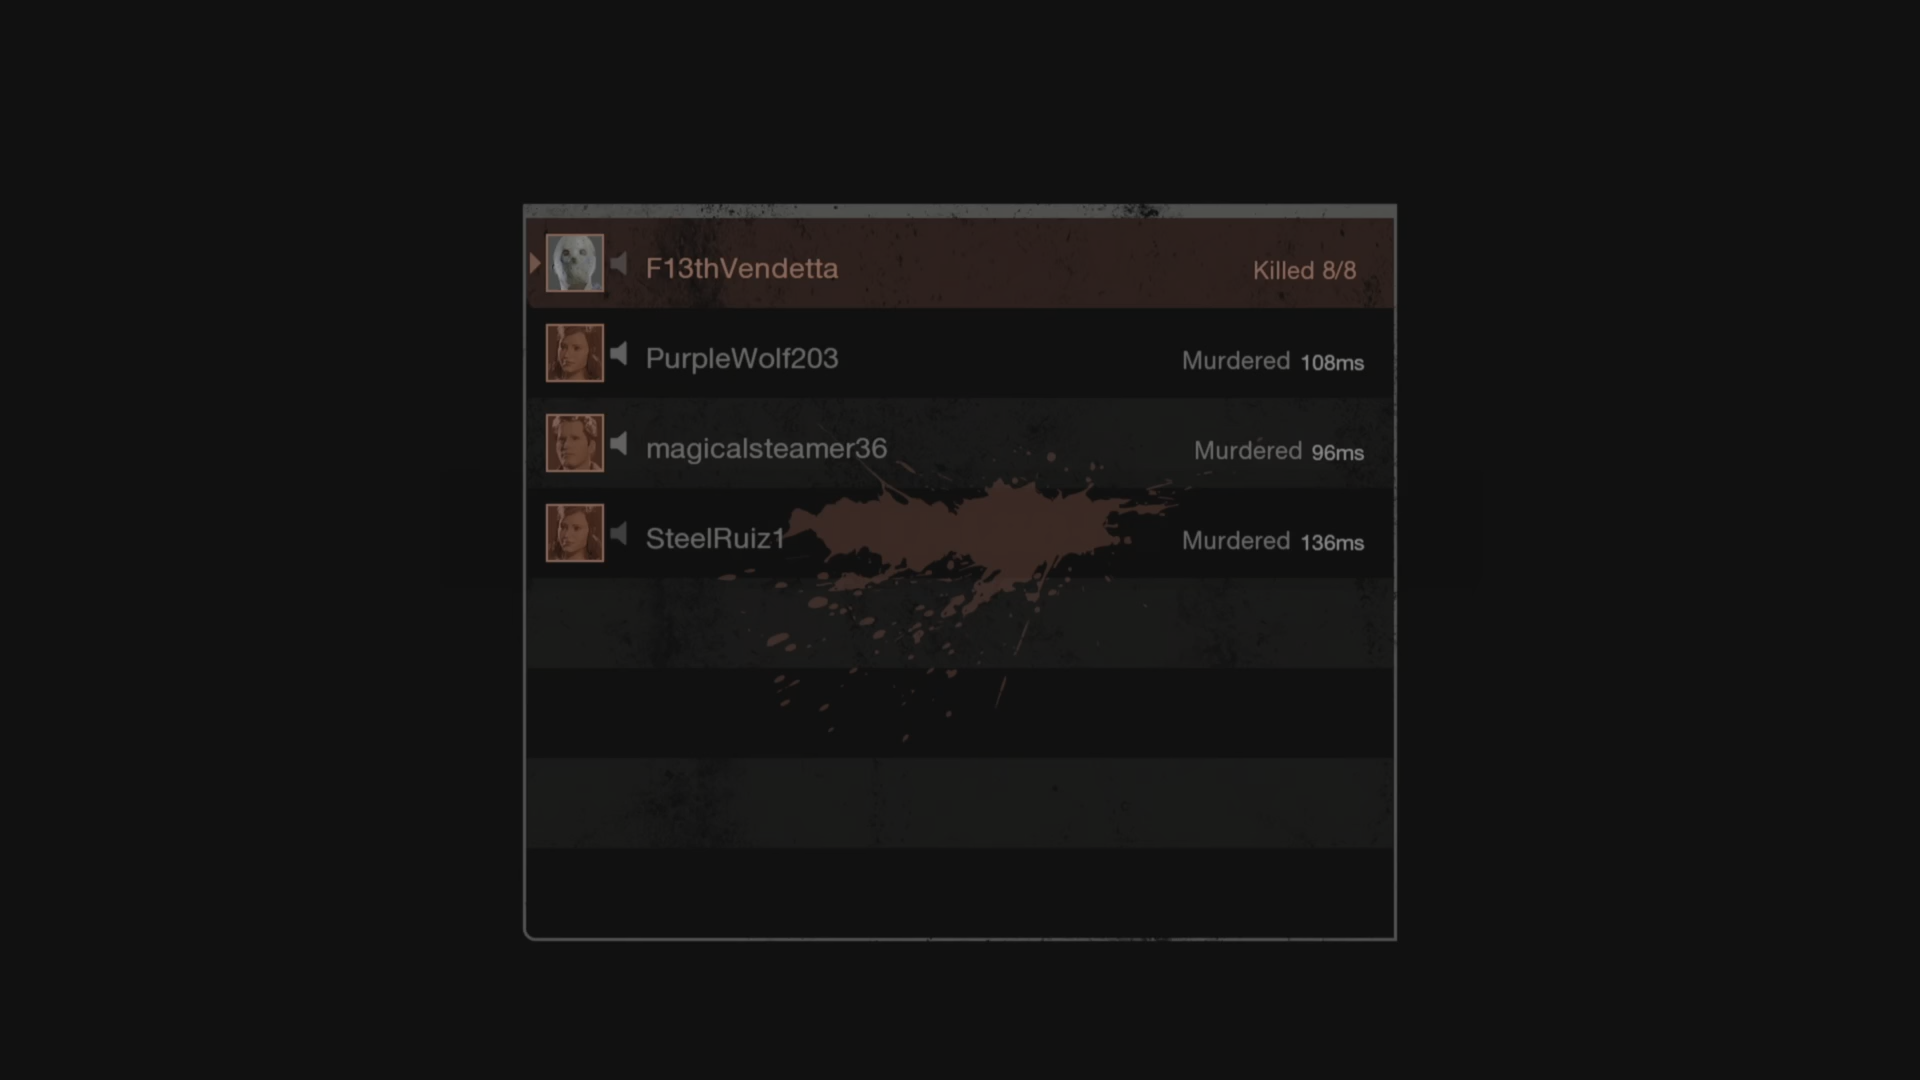 F13thVendetta Killed 8/8
PurpleWolf203 Murdered 108ms
magicalsteamer36 Murdered 96ms
SteelRuiz1 Murdered 136ms